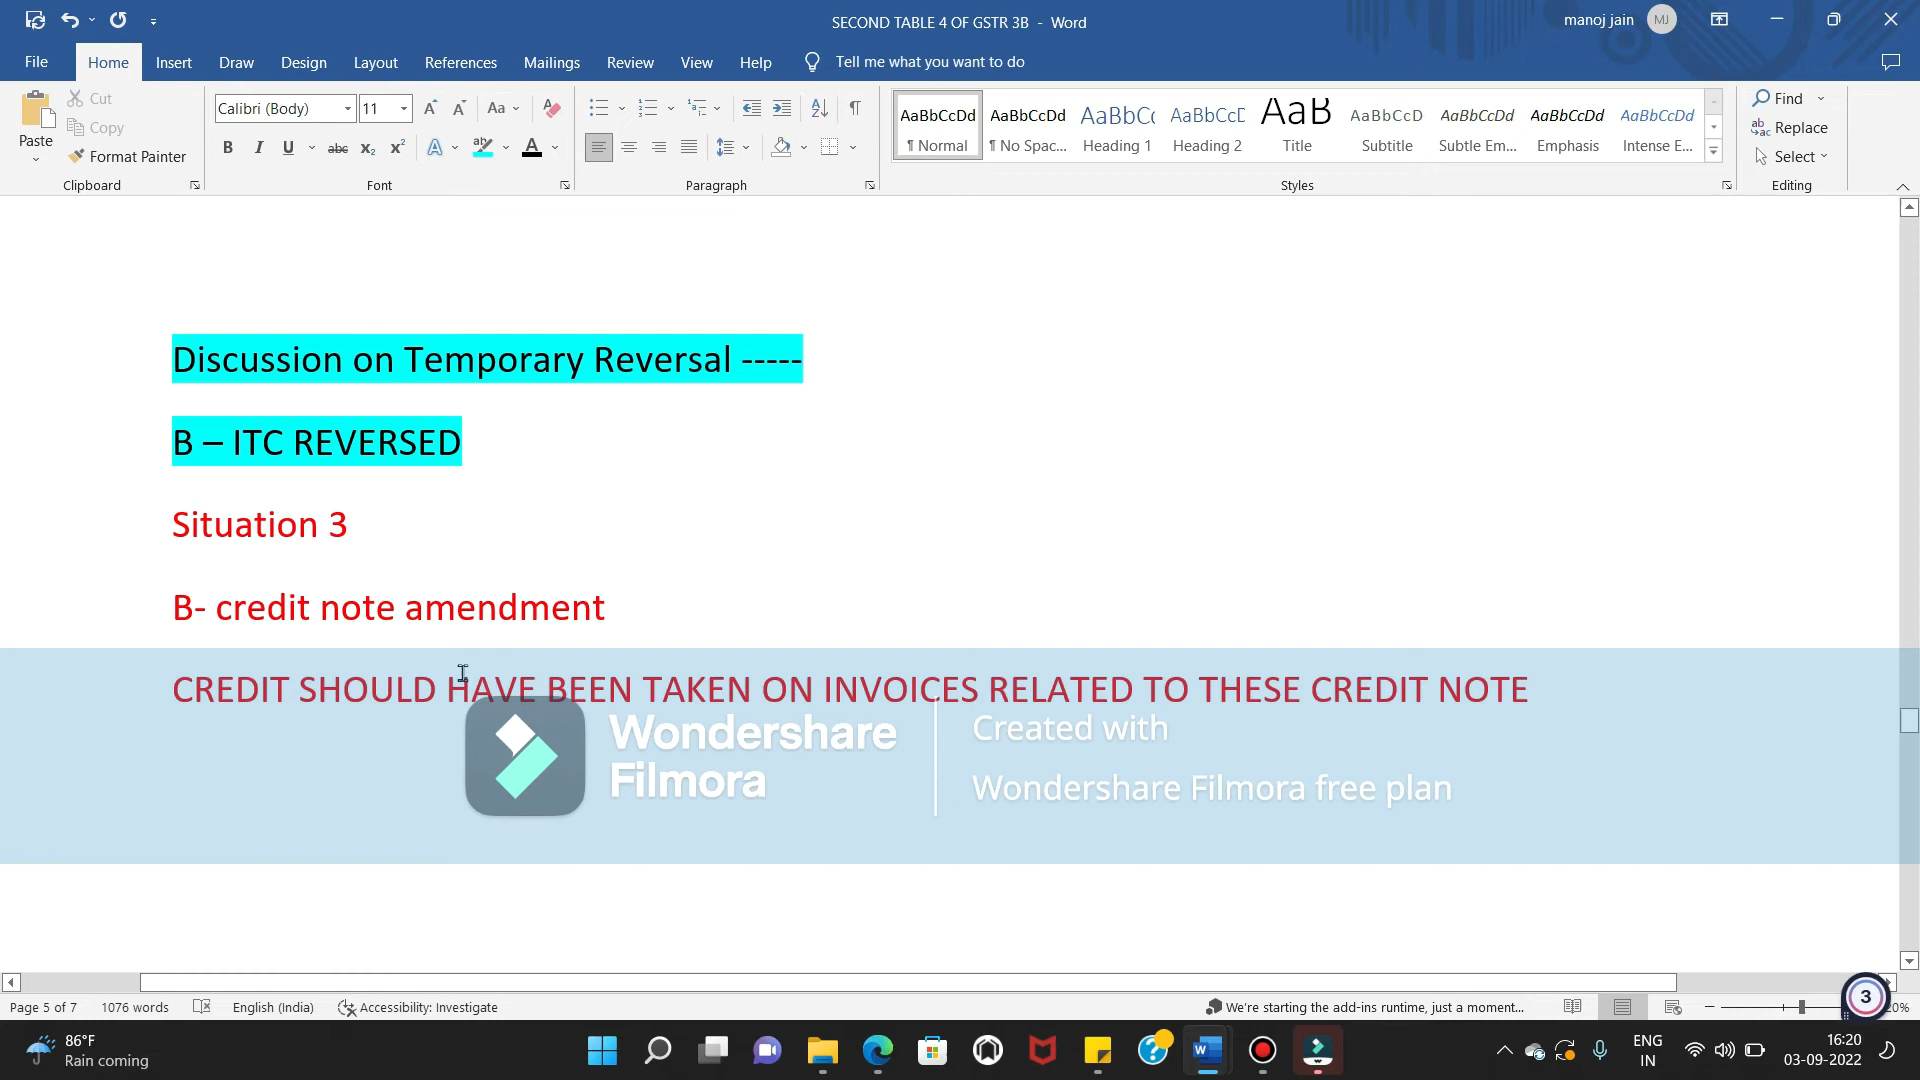 SECOND TABLE 4 OF GSTR 3B - Word
manoj jain
MJ
File
Home
Insert
Draw
Design
Layout
References
Mailings
Review
View
Help
Tell me what you want to do
Paste
Cut
Copy
Format Painter
Clipboard
Calibri (Body)
11
Font
Paragraph
AaBbCcDd
¶ Normal
AaBbCcDd
¶ No Spac...
AaBbCc
Heading 1
AaBbCcD
Heading 2
AaB
Title
AaBbCcD
Subtitle
AaBbCcDd
Subtle Em...
AaBbCcDd
Emphasis
AaBbCcDd
Intense E...
Styles
Find
Replace
Select
Editing
Discussion on Temporary Reversal -----
B – ITC REVERSED
Situation 3
B- credit note amendment
CREDIT SHOULD HAVE BEEN TAKEN ON INVOICES RELATED TO THESE CREDIT NOTE
Wondershare
Filmora
Created with
Wondershare Filmora free plan
Page 5 of 7
1076 words
English (India)
Accessibility: Investigate
We're starting the add-ins runtime, just a moment...
3
86°F
Rain coming
ENG
IN
16:20
03-09-2022